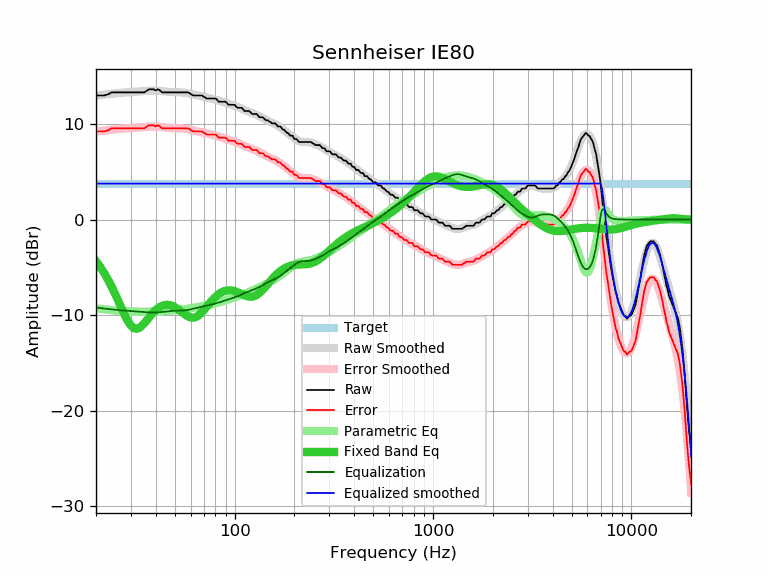 Sennheiser IE80
Amplitude (dBr)
10
0
−10
−20
−30
Target
Raw Smoothed
Error Smoothed
Raw
Error
Parametric Eq
Fixed Band Eq
Equalization
Equalized smoothed
100
1000
10000
Frequency (Hz)